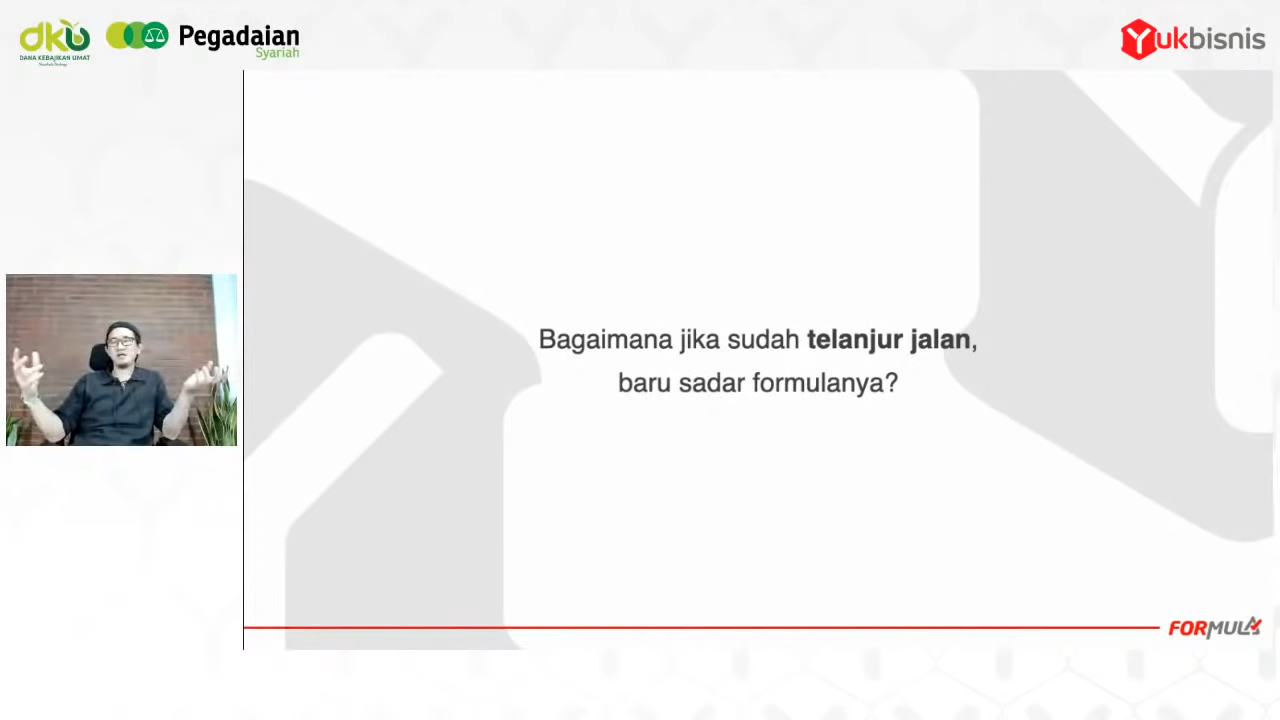 dku
DANA KEBAJIKAN UMAT
Pegadaian
Syariah
Yukbisnis
Bagaimana jika sudah telanjur jalan,
baru sadar formulanya?
FORMULA